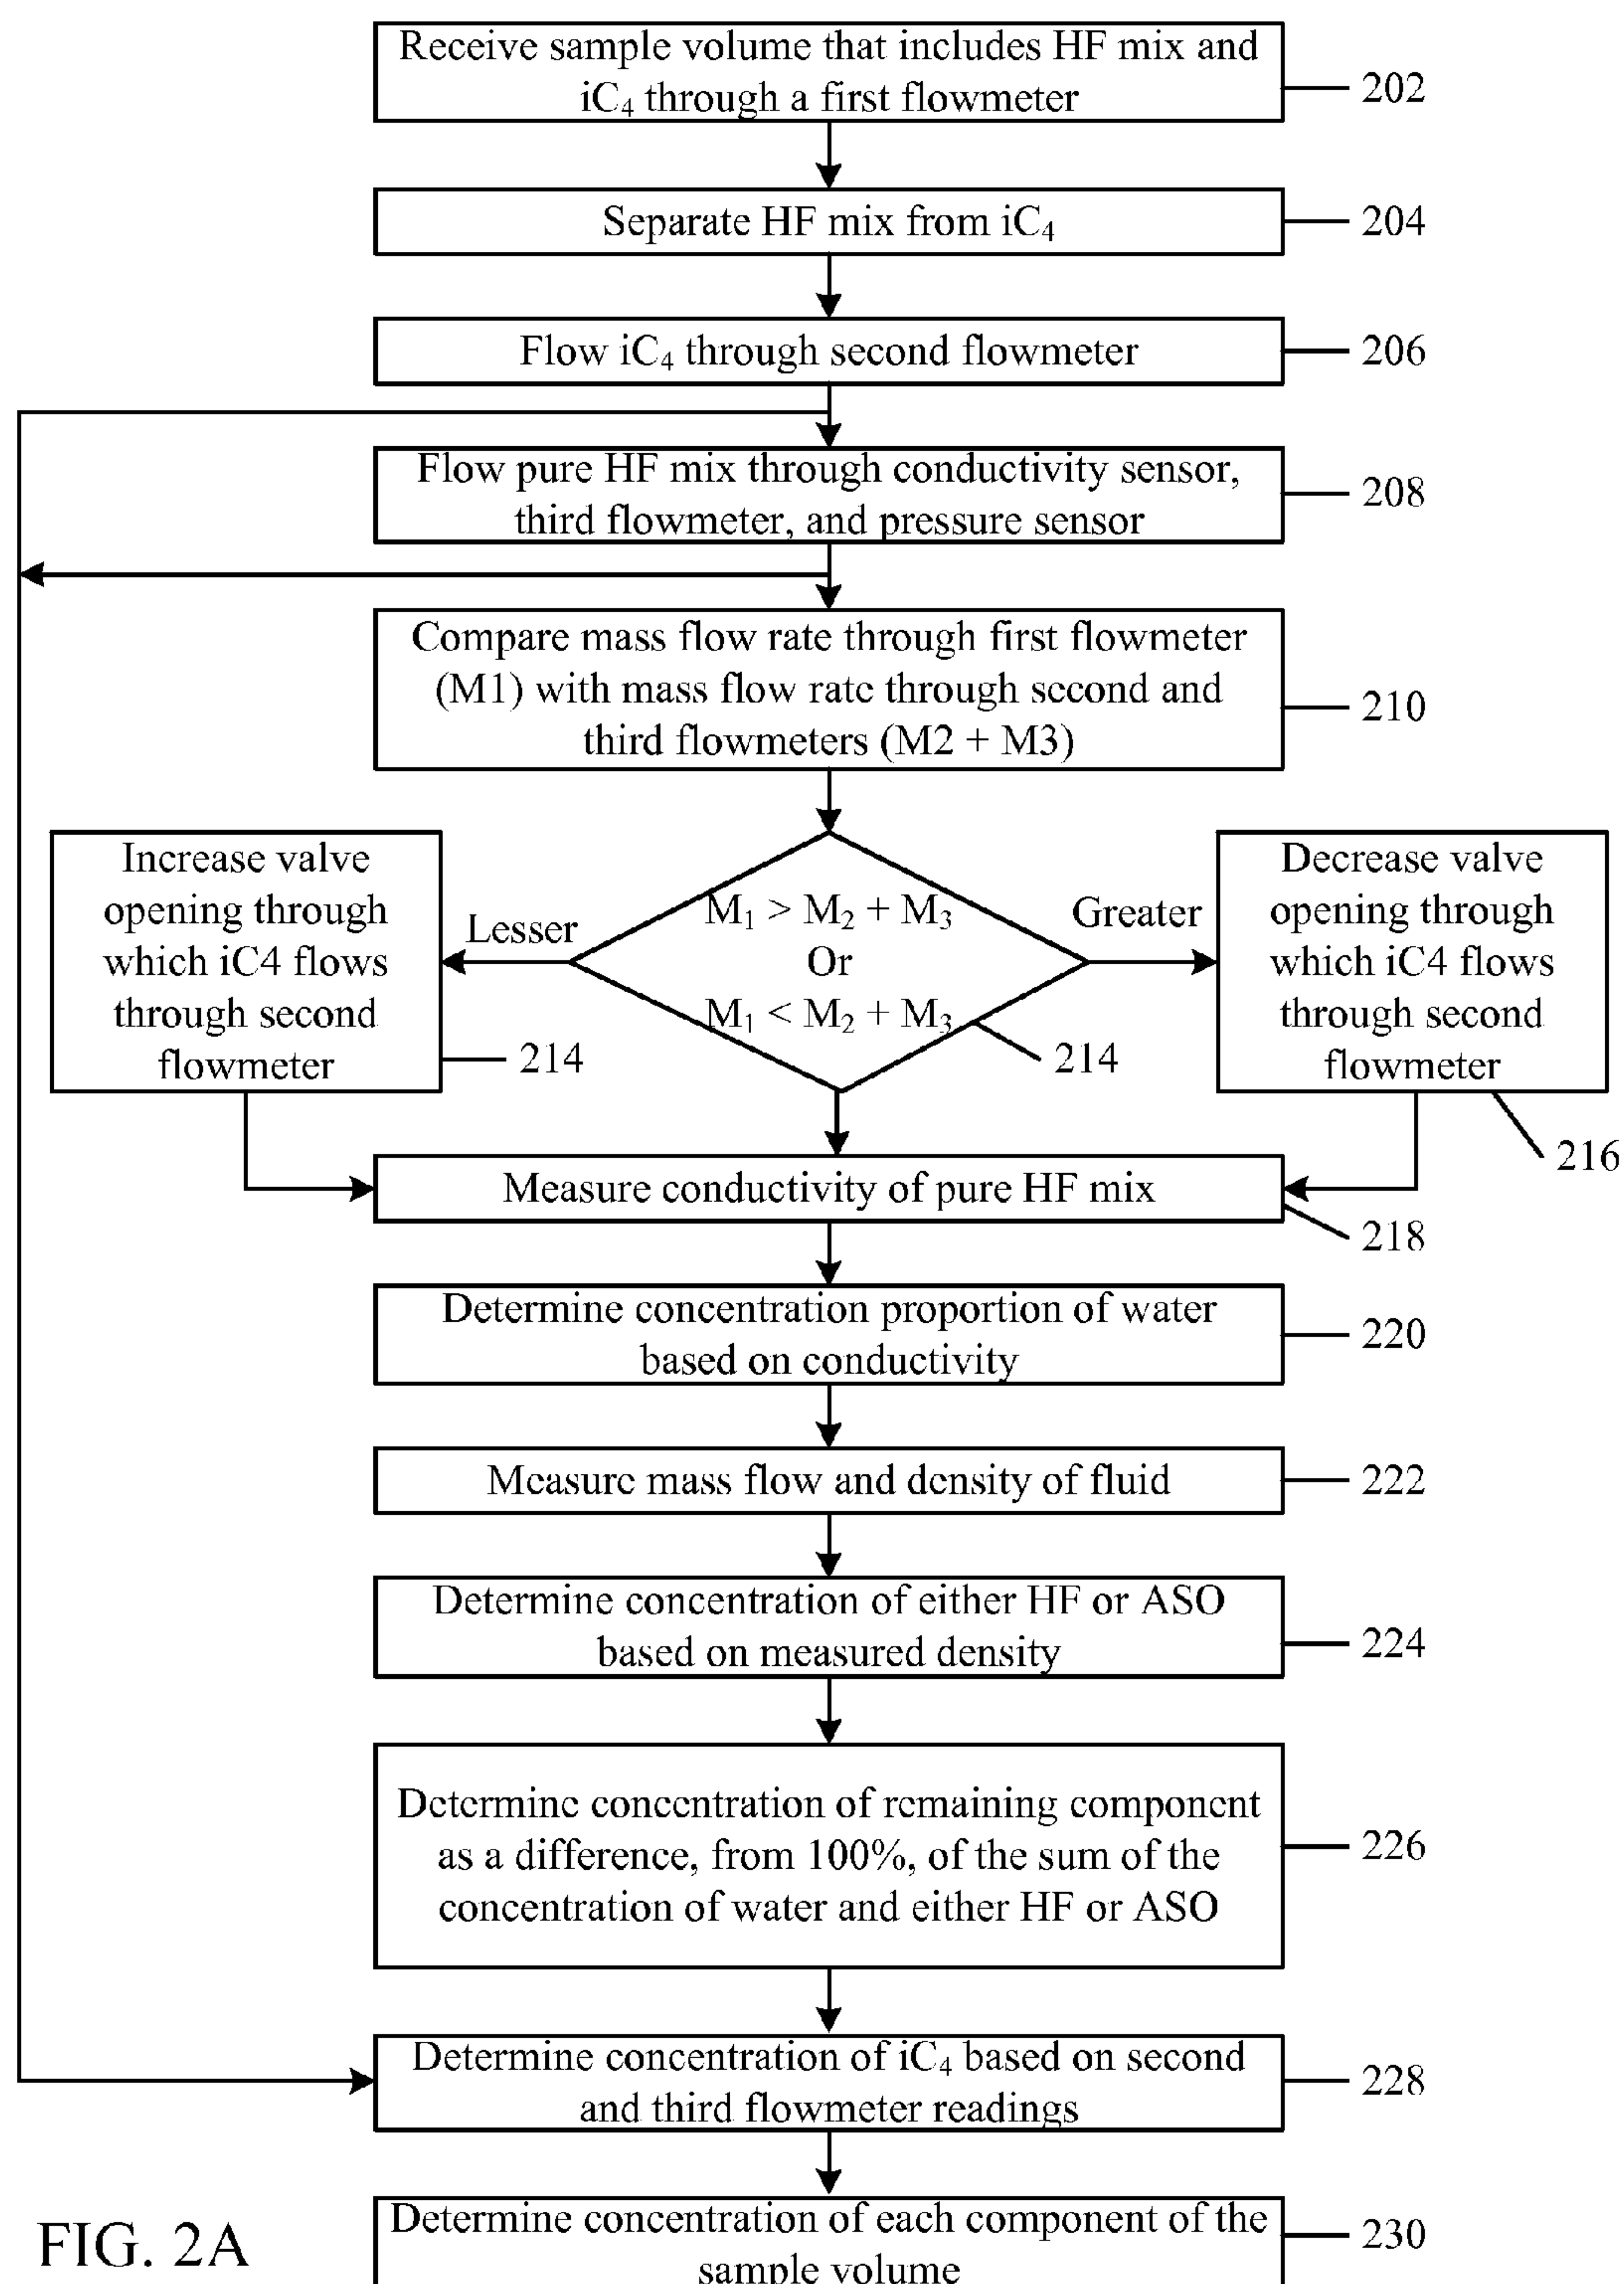 Receive sample volume that includes HF mix and
iC₄ through a first flowmeter
202
Separate HF mix from iC₄
204
Flow iC₄ through second flowmeter
206
Flow pure HF mix through conductivity sensor,
third flowmeter, and pressure sensor
208
Compare mass flow rate through first flowmeter
(M1) with mass flow rate through second and
third flowmeters (M2 + M3)
210
Increase valve
opening through
which iC4 flows
through second
flowmeter
214
Lesser
M₁ > M₂ + M₃
Or
M₁ < M₂ + M₃
214
Greater
Decrease valve
opening through
which iC4 flows
through second
flowmeter
216
Measure conductivity of pure HF mix
218
Determine concentration proportion of water
based on conductivity
220
Measure mass flow and density of fluid
222
Determine concentration of either HF or ASO
based on measured density
224
Determine concentration of remaining component
as a difference, from 100%, of the sum of the
concentration of water and either HF or ASO
226
Determine concentration of iC₄ based on second
and third flowmeter readings
228
Determine concentration of each component of the
sample volume
230
FIG. 2A